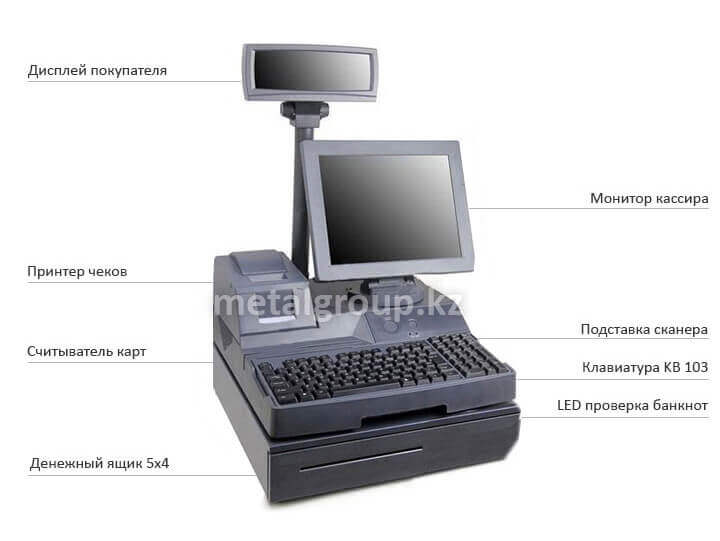 Дисплей покупателя
Монитор кассира
Принтер чеков
metalgroup.kz
Подставка сканера
Считыватель карт
Клавиатура KB 103
LED проверка банкнот
Денежный ящик 5x4